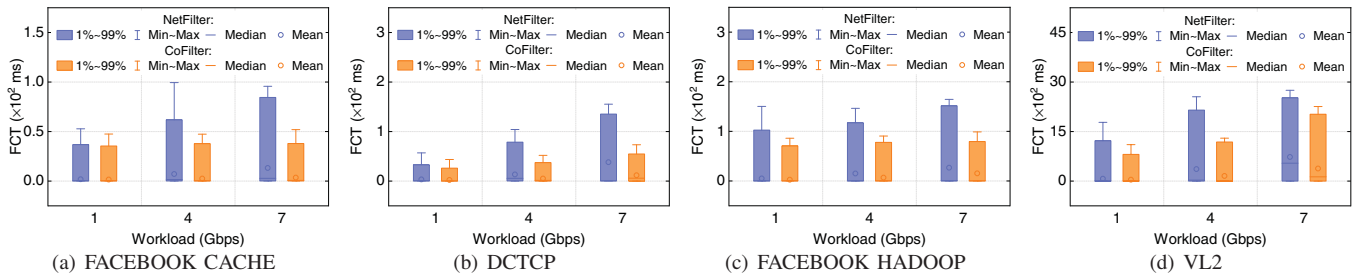 NetFilter:
1%~99% Min~Max Median Mean
CoFilter:
1%~99% Min~Max Median Mean
FCT (×10² ms)
1.5
1.0
0.5
0.0
1 4 7
Workload (Gbps)
(a) FACEBOOK CACHE
NetFilter:
1%~99% Min~Max Median Mean
CoFilter:
1%~99% Min~Max Median Mean
FCT (×10² ms)
3
2
1
0
1 4 7
Workload (Gbps)
(b) DCTCP
NetFilter:
1%~99% Min~Max Median Mean
CoFilter:
1%~99% Min~Max Median Mean
FCT (×10² ms)
3
2
1
0
1 4 7
Workload (Gbps)
(c) FACEBOOK HADOOP
NetFilter:
1%~99% Min~Max Median Mean
CoFilter:
1%~99% Min~Max Median Mean
FCT (×10² ms)
45
30
15
0
1 4 7
Workload (Gbps)
(d) VL2